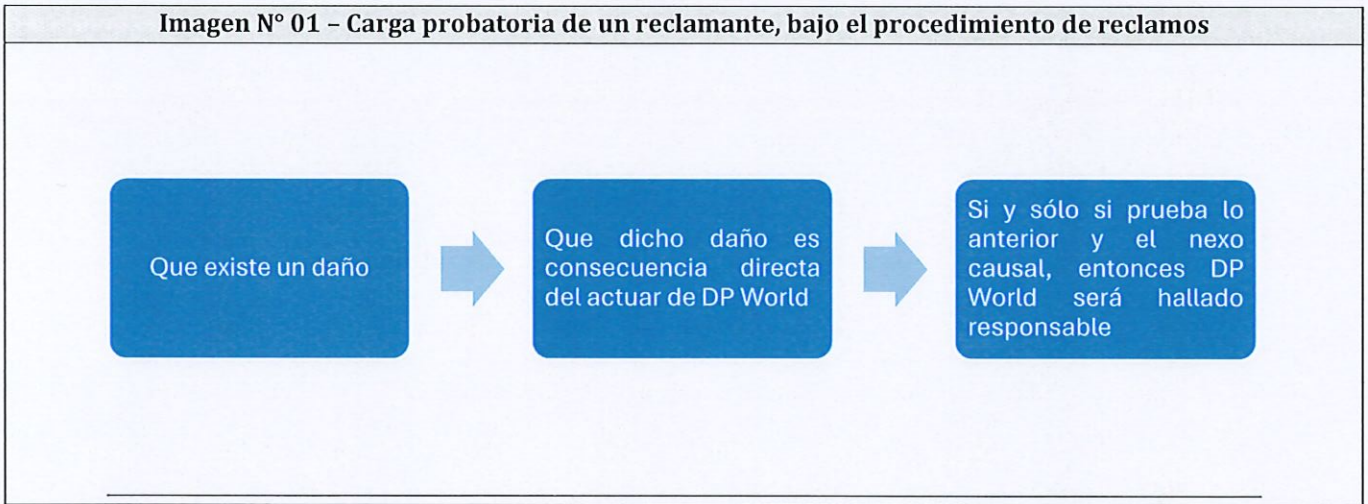 Imagen N° 01 – Carga probatoria de un reclamante, bajo el procedimiento de reclamos
Que existe un daño
Que dicho daño es
consecuencia directa
del actuar de DP World
Si y sólo si prueba lo
anterior y el nexo
causal, entonces DP
World será hallado
responsable